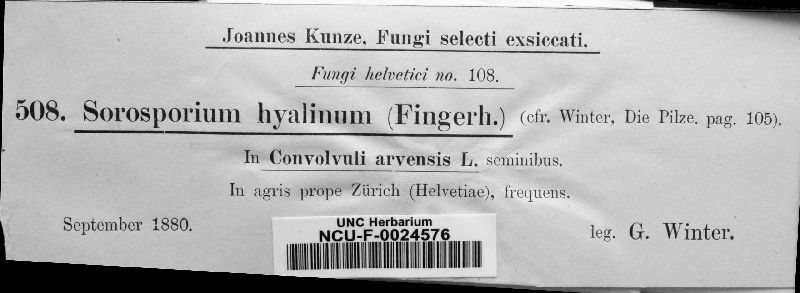 Joannes Kunze, Fungi selecti exsiccati.
Fungi helvetici no. 108.
508. Sorosporium hyalinum (Fingerh.) (cfr. Winter, Die Pilze. pag. 105).
In Convolvuli arvensis L. seminibus.
In agris prope Zürich (Helvetiae), frequens.
September 1880.
leg. G. Winter.
UNC Herbarium
NCU-F-0024576